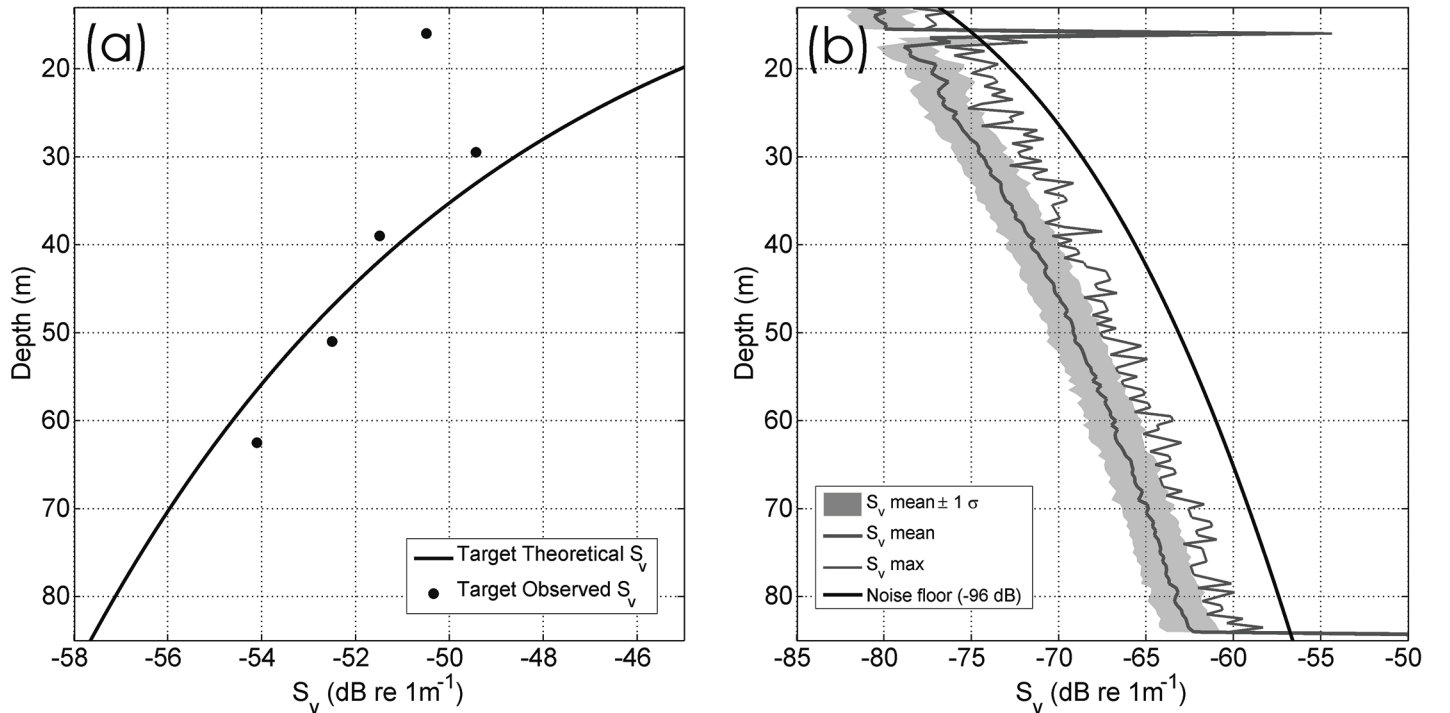 (a)
20
30
40
50
60
70
80
Depth (m)
-58
-56
-54
-52
-50
-48
-46
Sv (dB re 1m-1)
Target Theoretical Sv
Target Observed Sv
(b)
20
30
40
50
60
70
80
Depth (m)
-85
-80
-75
-70
-65
-60
-55
-50
Sv (dB re 1m-1)
Sv mean ± 1 σ
Sv mean
Sv max
Noise floor (-96 dB)